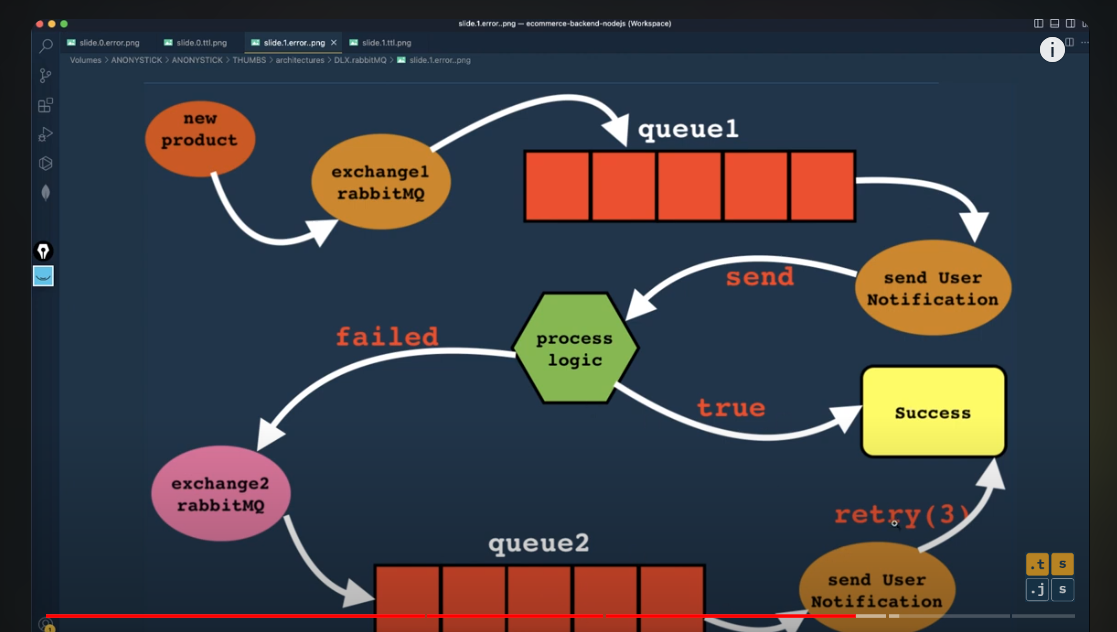 slide.1.error..png — ecommerce-backend-nodejs (Workspace)
slide.0.error.png
slide.0.ttl.png
slide.1.error..png
slide.1.ttl.png
Volumes > ANONYSTICK > ANONYSTICK > THUMBS > architectures > DLX.rabbitMQ > slide.1.error..png
i
new
product
exchange1
rabbitMQ
queue1
send User
Notification
send
process
logic
failed
true
Success
exchange2
rabbitMQ
retry(3)
queue2
send User
Notification
.t s
.j s
1